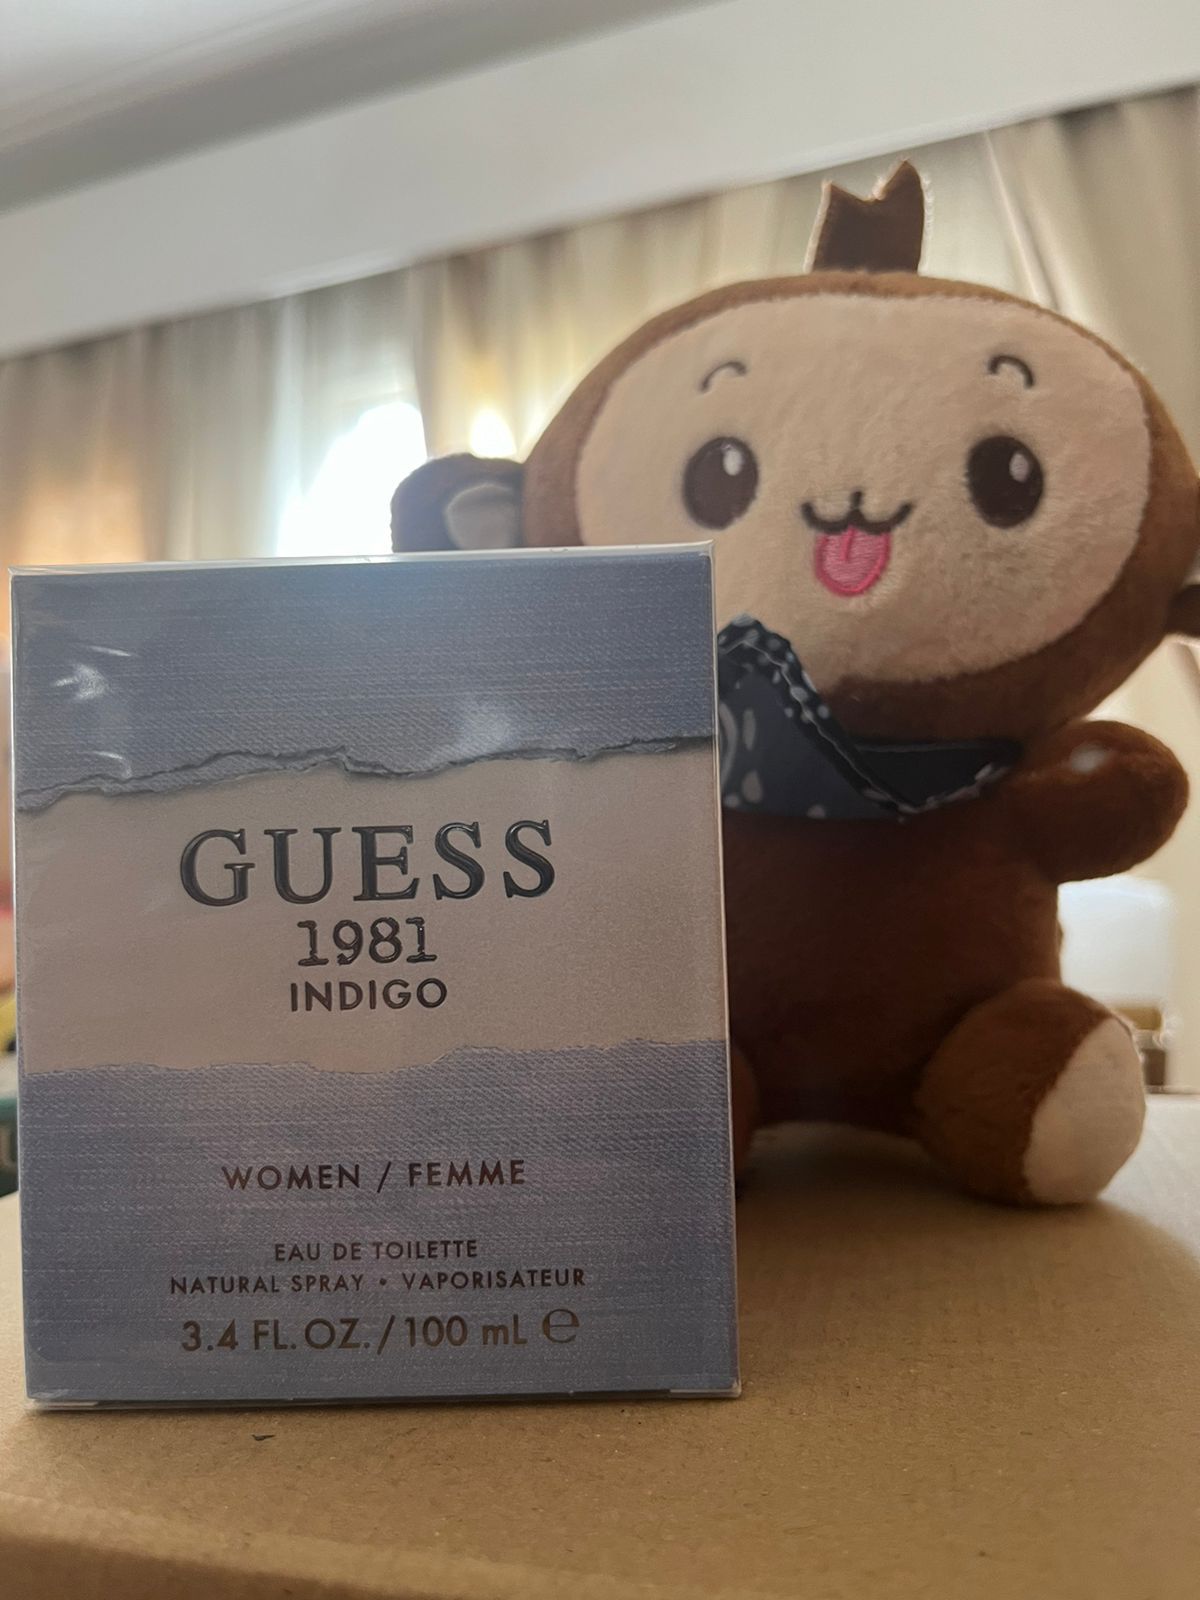 GUESS
1981
INDIGO
WOMEN / FEMME
EAU DE TOILETTE
NATURAL SPRAY • VAPORISATEUR
3.4 FL. OZ. / 100 mL ℮